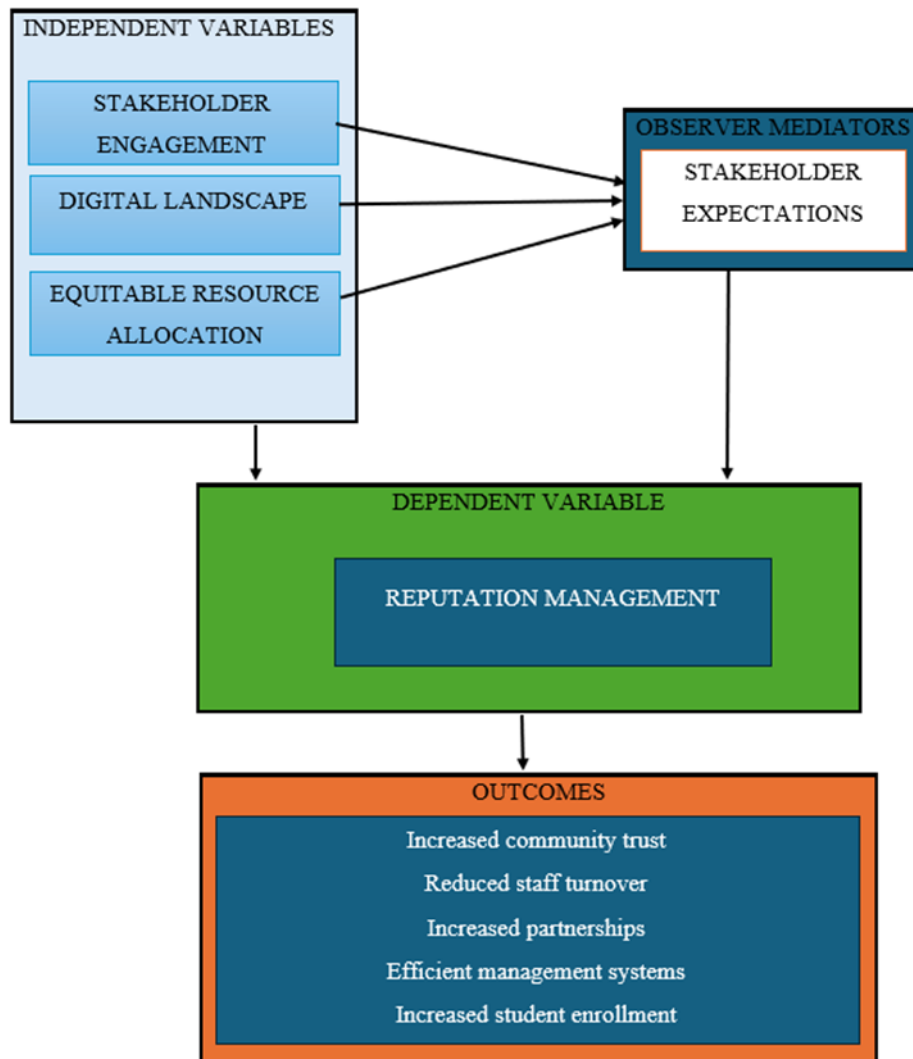 INDEPENDENT VARIABLES
STAKEHOLDER
ENGAGEMENT
DIGITAL LANDSCAPE
EQUITABLE RESOURCE
ALLOCATION
OBSERVER MEDIATORS
STAKEHOLDER
EXPECTATIONS
DEPENDENT VARIABLE
REPUTATION MANAGEMENT
OUTCOMES
Increased community trust
Reduced staff turnover
Increased partnerships
Efficient management systems
Increased student enrollment